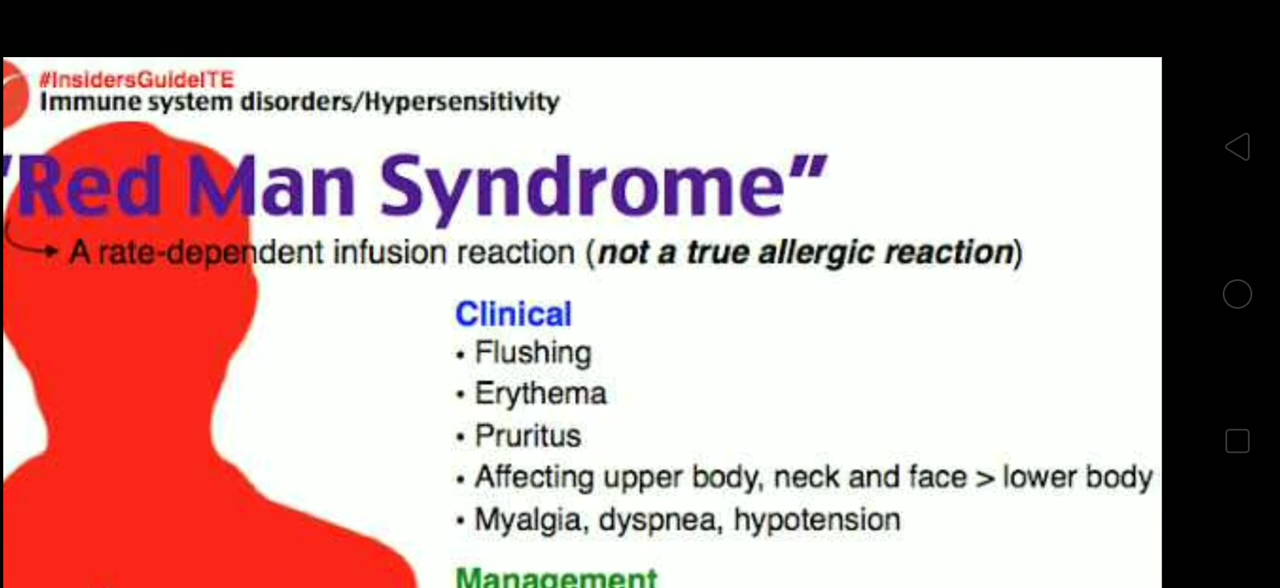 #InsidersGuideITE
Immune system disorders/Hypersensitivity
"Red Man Syndrome"
A rate-dependent infusion reaction (not a true allergic reaction)
Clinical
• Flushing
• Erythema
• Pruritus
• Affecting upper body, neck and face > lower body
• Myalgia, dyspnea, hypotension
Management